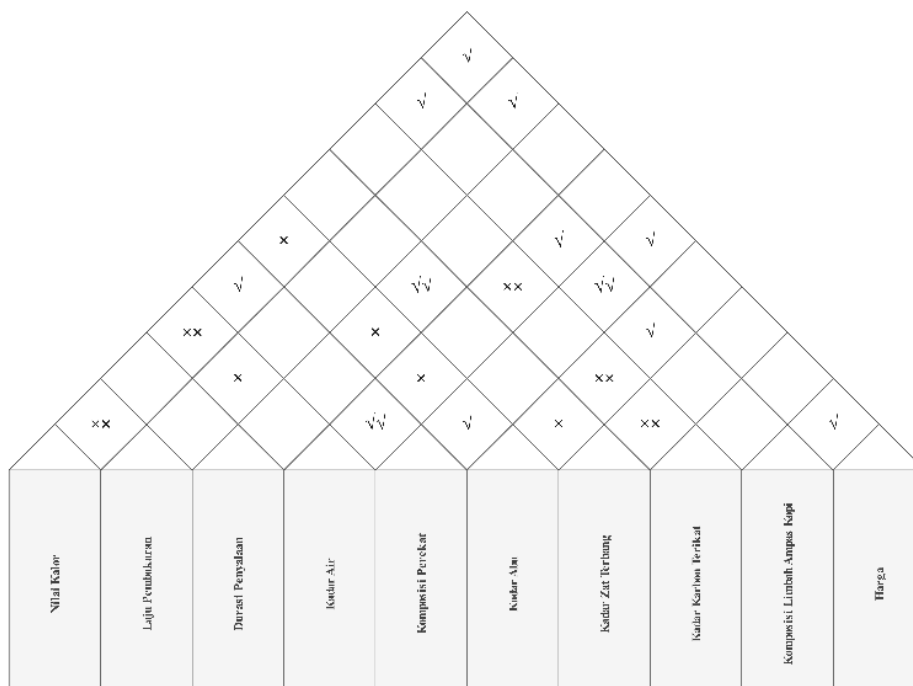 √
√ √
× √ √
√ √√ ×× √√
×× × √
× × ××
×× √√ √ × ×× √
Nilai Kalor
Laju Pembakaran
Durasi Penyalaan
Kadar Air
Komposisi Perekat
Kadar Abu
Kadar Zat Terbang
Kadar Karbon Terikat
Komposisi Limbah Ampas Kopi
Harga